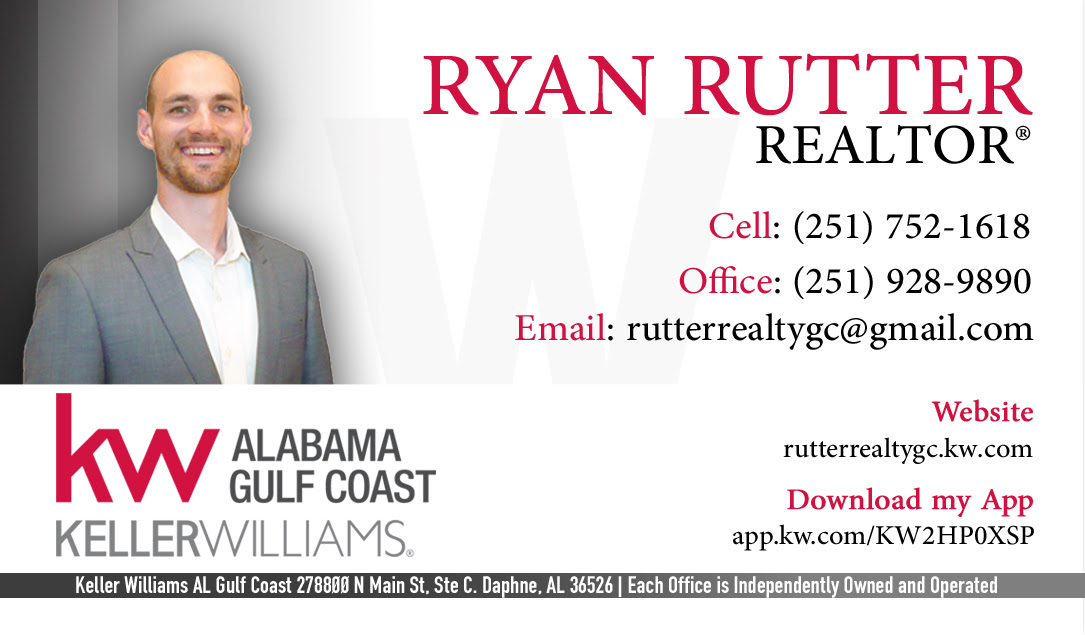 RYAN RUTTER
REALTOR®
Cell: (251) 752-1618
Office: (251) 928-9890
Email: rutterrealtygc@gmail.com
Website
rutterrealtygc.kw.com
Download my App
app.kw.com/KW2HP0XSP
kw ALABAMA
GULF COAST
KELLERWILLIAMS®
Keller Williams AL Gulf Coast 278800 N Main St, Ste C. Daphne, AL 36526 | Each Office is Independently Owned and Operated